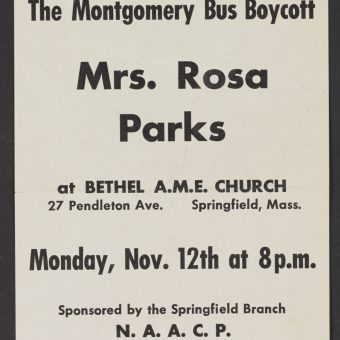 The Montgomery Bus Boycott
Mrs. Rosa
Parks
at BETHEL A.M.E. CHURCH
27 Pendleton Ave. Springfield, Mass.
Monday, Nov. 12th at 8 p.m.
Sponsored by the Springfield Branch
N. A. A. C. P.